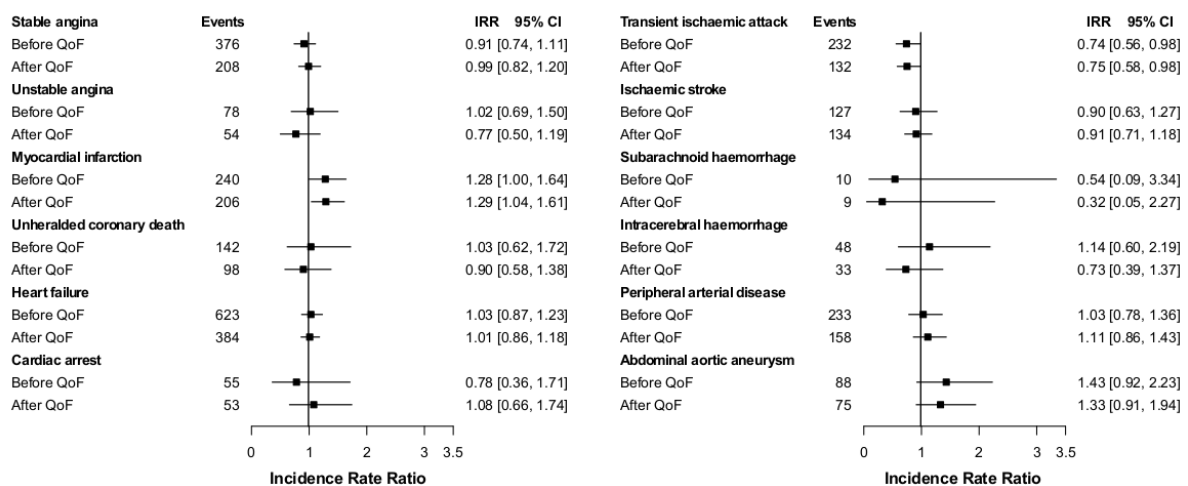 Stable angina Events IRR 95% CI
Before QoF 376 0.91 [0.74, 1.11]
After QoF 208 0.99 [0.82, 1.20]
Unstable angina
Before QoF 78 1.02 [0.69, 1.50]
After QoF 54 0.77 [0.50, 1.19]
Myocardial infarction
Before QoF 240 1.28 [1.00, 1.64]
After QoF 206 1.29 [1.04, 1.61]
Unheralded coronary death
Before QoF 142 1.03 [0.62, 1.72]
After QoF 98 0.90 [0.58, 1.38]
Heart failure
Before QoF 623 1.03 [0.87, 1.23]
After QoF 384 1.01 [0.86, 1.18]
Cardiac arrest
Before QoF 55 0.78 [0.36, 1.71]
After QoF 53 1.08 [0.66, 1.74]
0 1 2 3 3.5
Incidence Rate Ratio
Transient ischaemic attack Events IRR 95% CI
Before QoF 232 0.74 [0.56, 0.98]
After QoF 132 0.75 [0.58, 0.98]
Ischaemic stroke
Before QoF 127 0.90 [0.63, 1.27]
After QoF 134 0.91 [0.71, 1.18]
Subarachnoid haemorrhage
Before QoF 10 0.54 [0.09, 3.34]
After QoF 9 0.32 [0.05, 2.27]
Intracerebral haemorrhage
Before QoF 48 1.14 [0.60, 2.19]
After QoF 33 0.73 [0.39, 1.37]
Peripheral arterial disease
Before QoF 233 1.03 [0.78, 1.36]
After QoF 158 1.11 [0.86, 1.43]
Abdominal aortic aneurysm
Before QoF 88 1.43 [0.92, 2.23]
After QoF 75 1.33 [0.91, 1.94]
0 1 2 3 3.5
Incidence Rate Ratio